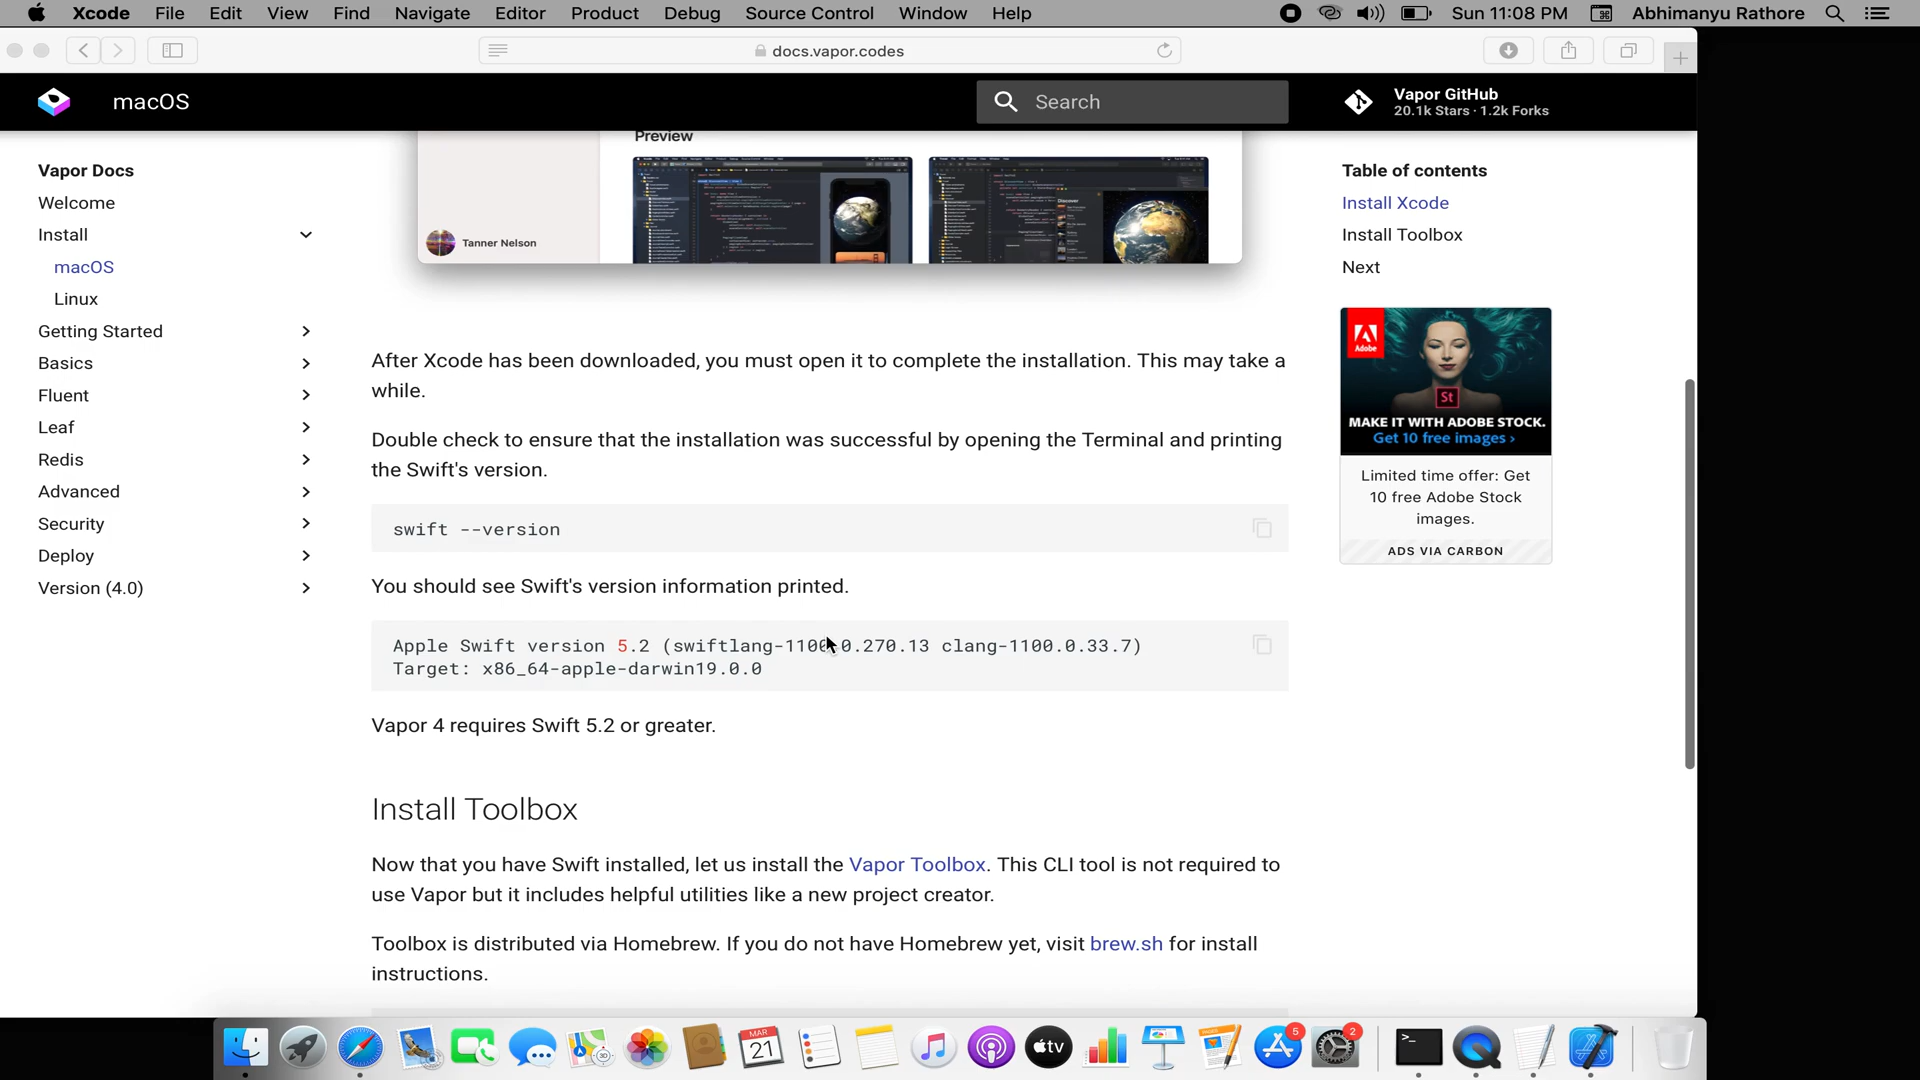 Xcode File Edit View Find Navigate Editor Product Debug Source Control Window Help Sun 11:08 PM Abhimanyu Rathore
docs.vapor.codes
macOS
Search
Vapor GitHub
20.1k Stars · 1.2k Forks
Vapor Docs
Welcome
Install
macOS
Linux
Getting Started
Basics
Fluent
Leaf
Redis
Advanced
Security
Deploy
Version (4.0)
Preview
Tanner Nelson
After Xcode has been downloaded, you must open it to complete the installation. This may take a
while.
Double check to ensure that the installation was successful by opening the Terminal and printing
the Swift's version.
swift --version
You should see Swift's version information printed.
Apple Swift version 5.2 (swiftlang-1100.0.270.13 clang-1100.0.33.7)
Target: x86_64-apple-darwin19.0.0
Vapor 4 requires Swift 5.2 or greater.
Install Toolbox
Now that you have Swift installed, let us install the Vapor Toolbox. This CLI tool is not required to
use Vapor but it includes helpful utilities like a new project creator.
Toolbox is distributed via Homebrew. If you do not have Homebrew yet, visit brew.sh for install
instructions.
Table of contents
Install Xcode
Install Toolbox
Next
Adobe
St
MAKE IT WITH ADOBE STOCK.
Get 10 free images ›
Limited time offer: Get
10 free Adobe Stock
images.
ADS VIA CARBON
MAR
21
tv
5
2